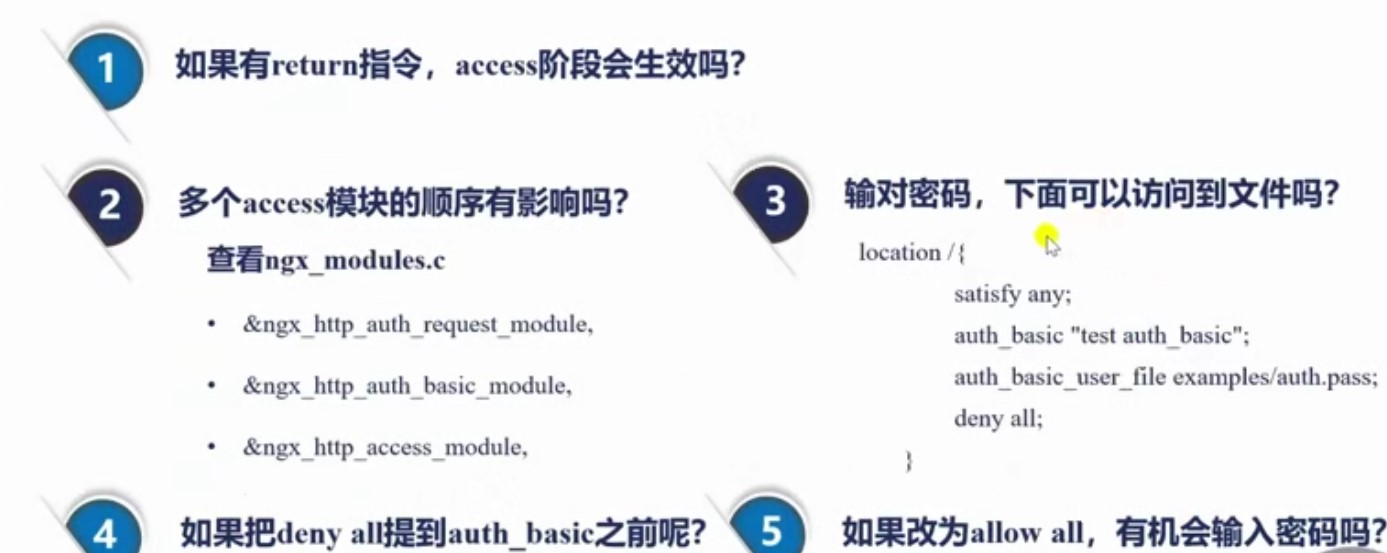 1 如果有return指令，access阶段会生效吗？
2 多个access模块的顺序有影响吗？
查看ngx_modules.c
• &ngx_http_auth_request_module,
• &ngx_http_auth_basic_module,
• &ngx_http_access_module,
3 输对密码，下面可以访问到文件吗？
location /{
satisfy any;
auth_basic "test auth_basic";
auth_basic_user_file examples/auth.pass;
deny all;
}
4 如果把deny all提到auth_basic之前呢？
5 如果改为allow all，有机会输入密码吗？